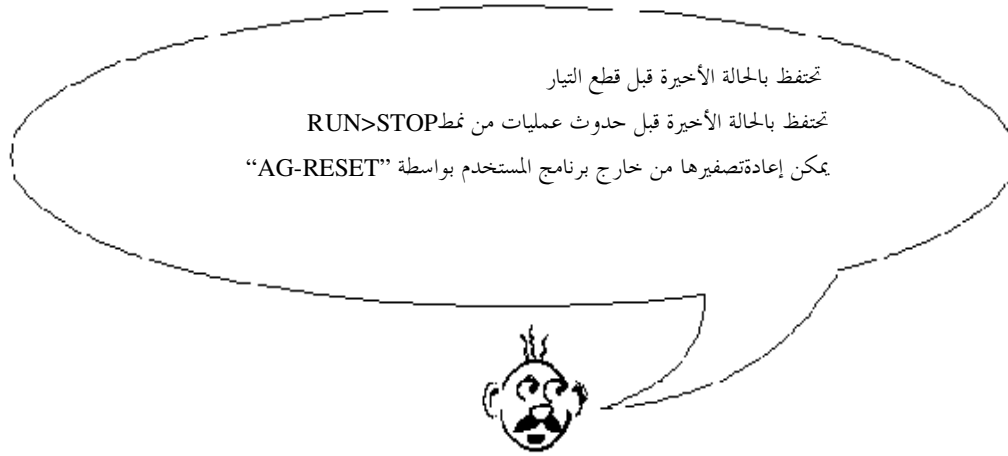 تحتفظ بالحالة الأخيرة قبل قطع التيار
تحتفظ بالحالة الأخيرة قبل حدوث عمليات من نمطRUN>STOP
يمكن إعادةتصفيرها من خارج برنامج المستخدم بواسطة “AG-RESET”